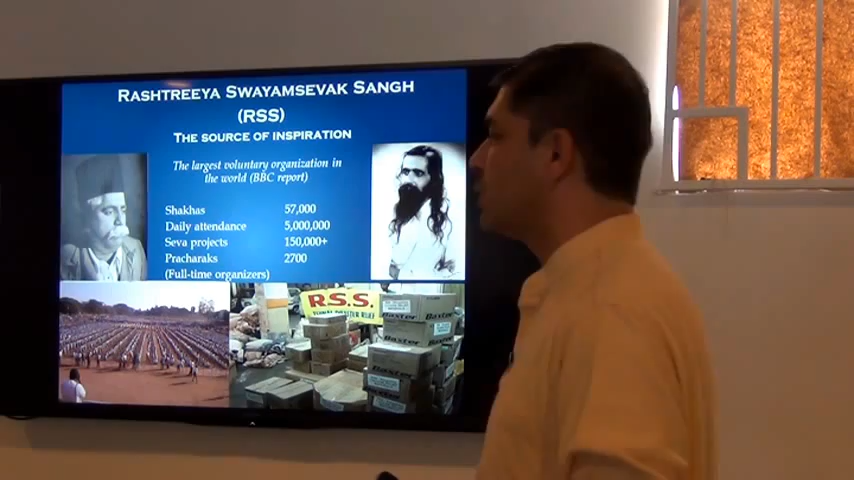 Rashtreeya Swayamsevak Sangh
(RSS)
The source of inspiration
The largest voluntary organization in
the world (BBC report)
Shakhas 57,000
Daily attendance 5,000,000
Seva projects 150,000+
Pracharaks 2700
(Full-time organizers)
R.S.S.
Baxter
Baxter
Baxter
Baxter